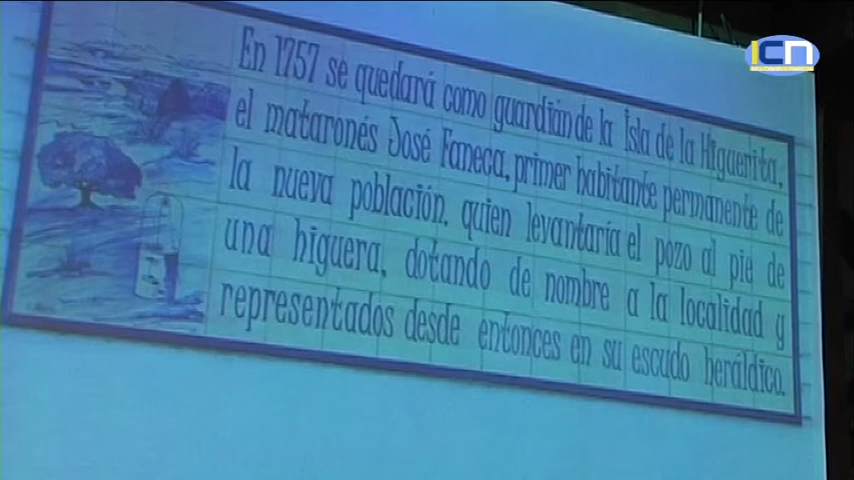 ICN
En 1757 se quedará como guardián de la Isla de la Higuerita,
el mataronés José Faneca, primer habitante permanente de
la nueva población, quien levantaría el pozo al pie de
una higuera, dotando de nombre a la localidad y
representados desde entonces en su escudo heráldico.